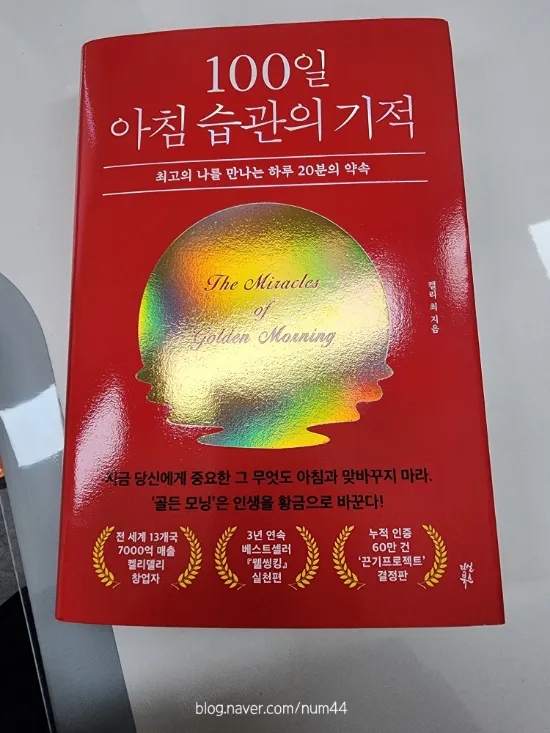 100일
아침 습관의 기적
최고의 나를 만나는 하루 20분의 약속
The Miracles
of
Golden Morning
켈리 최 지음
지금 당신에게 중요한 그 무엇도 아침과 맞바꾸지 마라.
‘골든 모닝’은 인생을 황금으로 바꾼다!
전 세계 13개국
7000억 매출
켈리델리
창업자
3년 연속
베스트셀러
『웰씽킹』
실천편
누적 인증
60만 건
‘끈기프로젝트’
결정판
다산
북스
blog.naver.com/num44